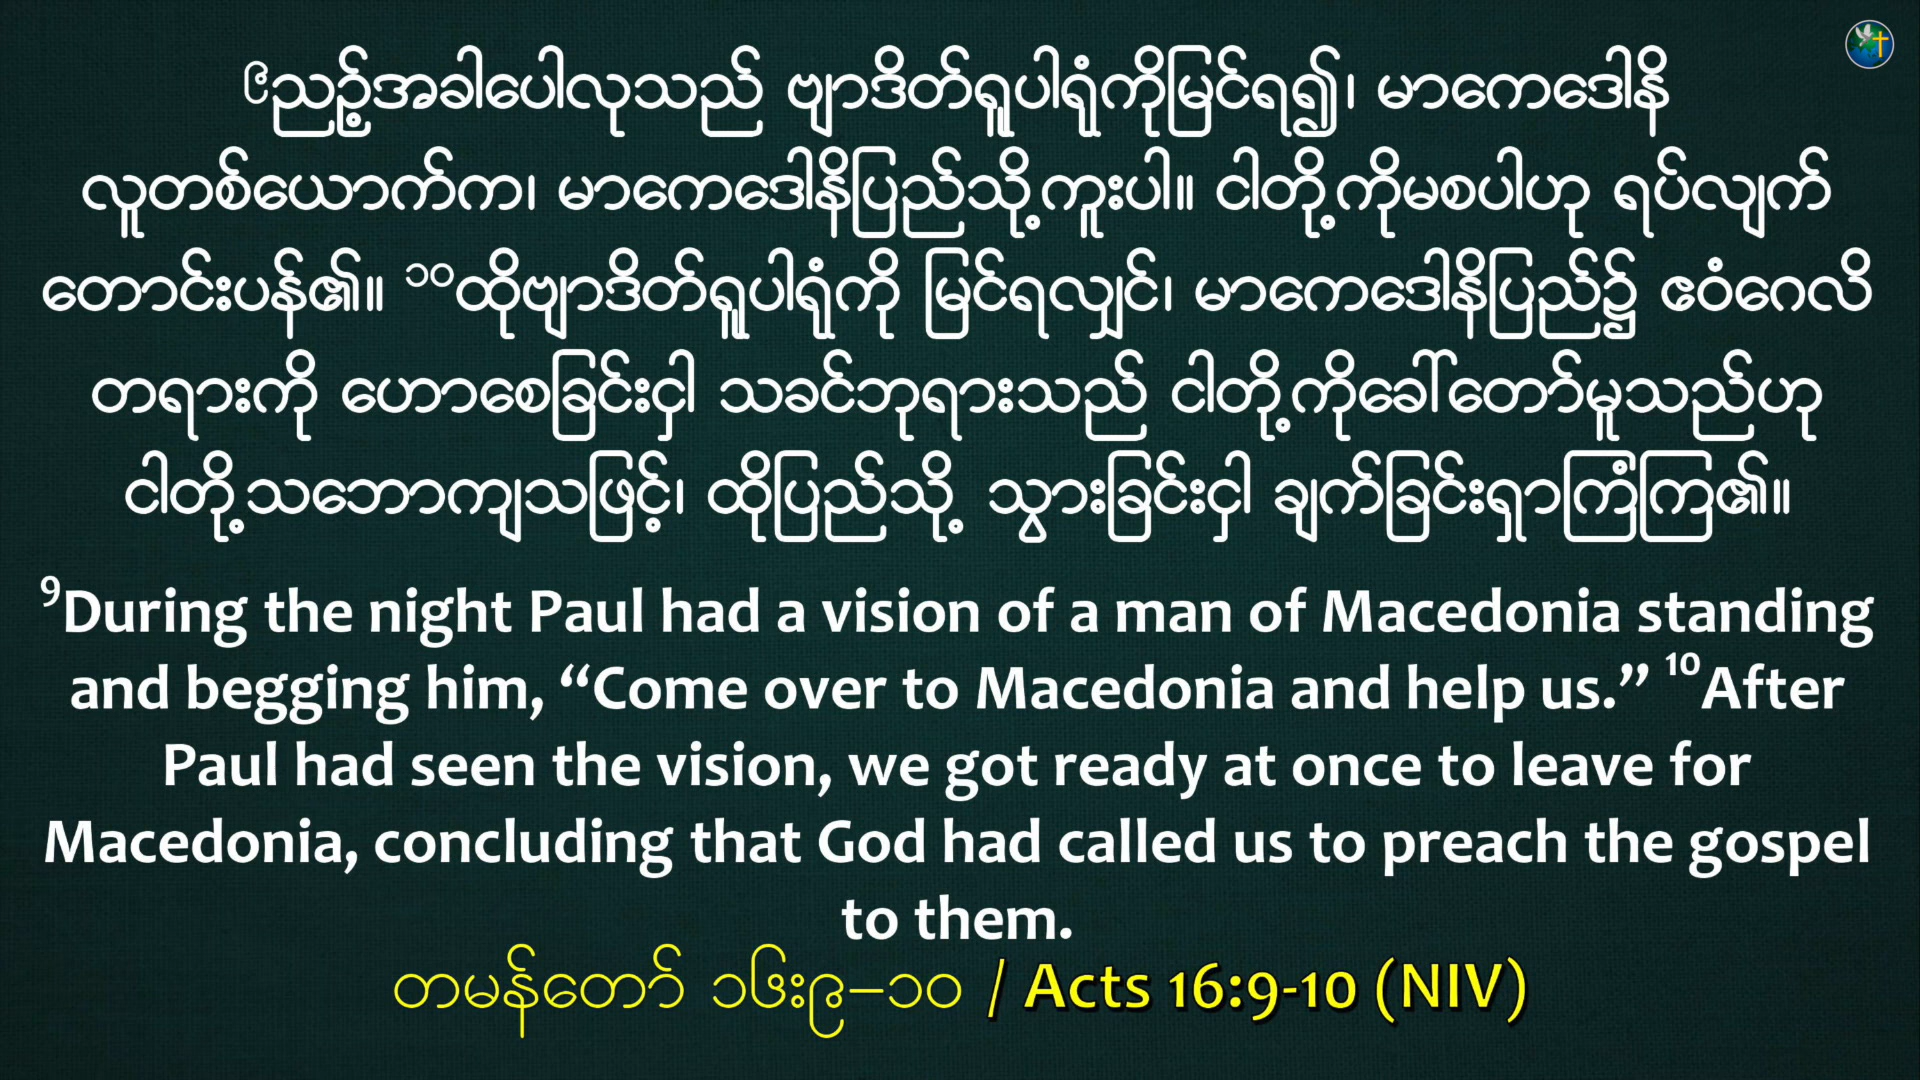 ၉ညဉ့်အခါပေါလုသည် ဗျာဒိတ်ရူပါရုံကိုမြင်ရ၍၊ မာကေဒေါနိ
လူတစ်ယောက်က၊ မာကေဒေါနိပြည်သို့ကူးပါ။ ငါတို့ကိုမစပါဟု ရပ်လျက်
တောင်းပန်၏။ ၁၀ထိုဗျာဒိတ်ရူပါရုံကို မြင်ရလျှင်၊ မာကေဒေါနိပြည်၌ ဧဝံဂေလိ
တရားကို ဟောစေခြင်းငှါ သခင်ဘုရားသည် ငါတို့ကိုခေါ်တော်မူသည်ဟု
ငါတို့သဘောကျသဖြင့်၊ ထိုပြည်သို့ သွားခြင်းငှါ ချက်ခြင်းရှာကြံကြ၏။
9During the night Paul had a vision of a man of Macedonia standing
and begging him, “Come over to Macedonia and help us.” 10After
Paul had seen the vision, we got ready at once to leave for
Macedonia, concluding that God had called us to preach the gospel
to them.
တမန်တော် ၁၆း၉–၁၀ / Acts 16:9-10 (NIV)